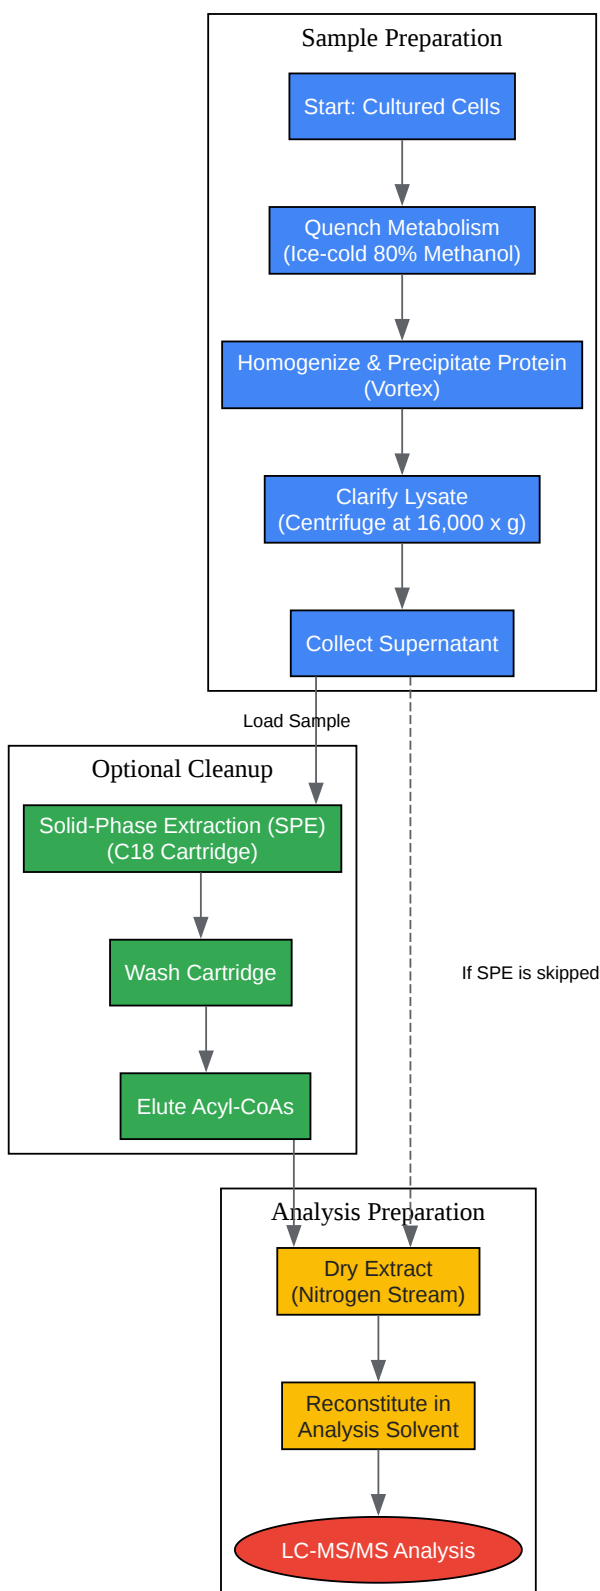 Sample Preparation
Start: Cultured Cells
Quench Metabolism
(Ice-cold 80% Methanol)
Homogenize & Precipitate Protein
(Vortex)
Clarify Lysate
(Centrifuge at 16,000 x g)
Collect Supernatant
Load Sample
Optional Cleanup
Solid-Phase Extraction (SPE)
(C18 Cartridge)
Wash Cartridge
If SPE is skipped
Elute Acyl-CoAs
Analysis Preparation
Dry Extract
(Nitrogen Stream)
Reconstitute in
Analysis Solvent
LC-MS/MS Analysis